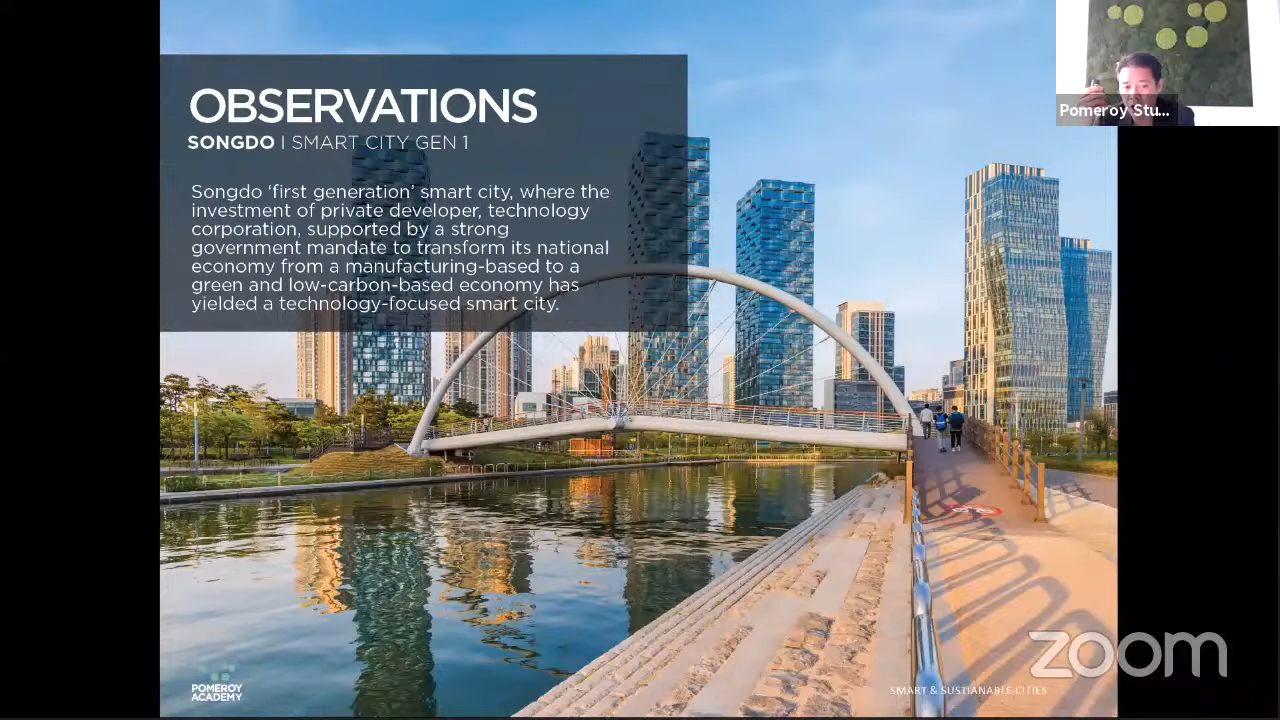 OBSERVATIONS
SONGDO | SMART CITY GEN 1
Songdo ‘first generation’ smart city, where the
investment of private developer, technology
corporation, supported by a strong
government mandate to transform its national
economy from a manufacturing-based to a
green and low-carbon-based economy has
yielded a technology-focused smart city.
Pomeroy Stu...
POMEROY
ACADEMY
SMART & SUSTIANABLE CITIES
zoom